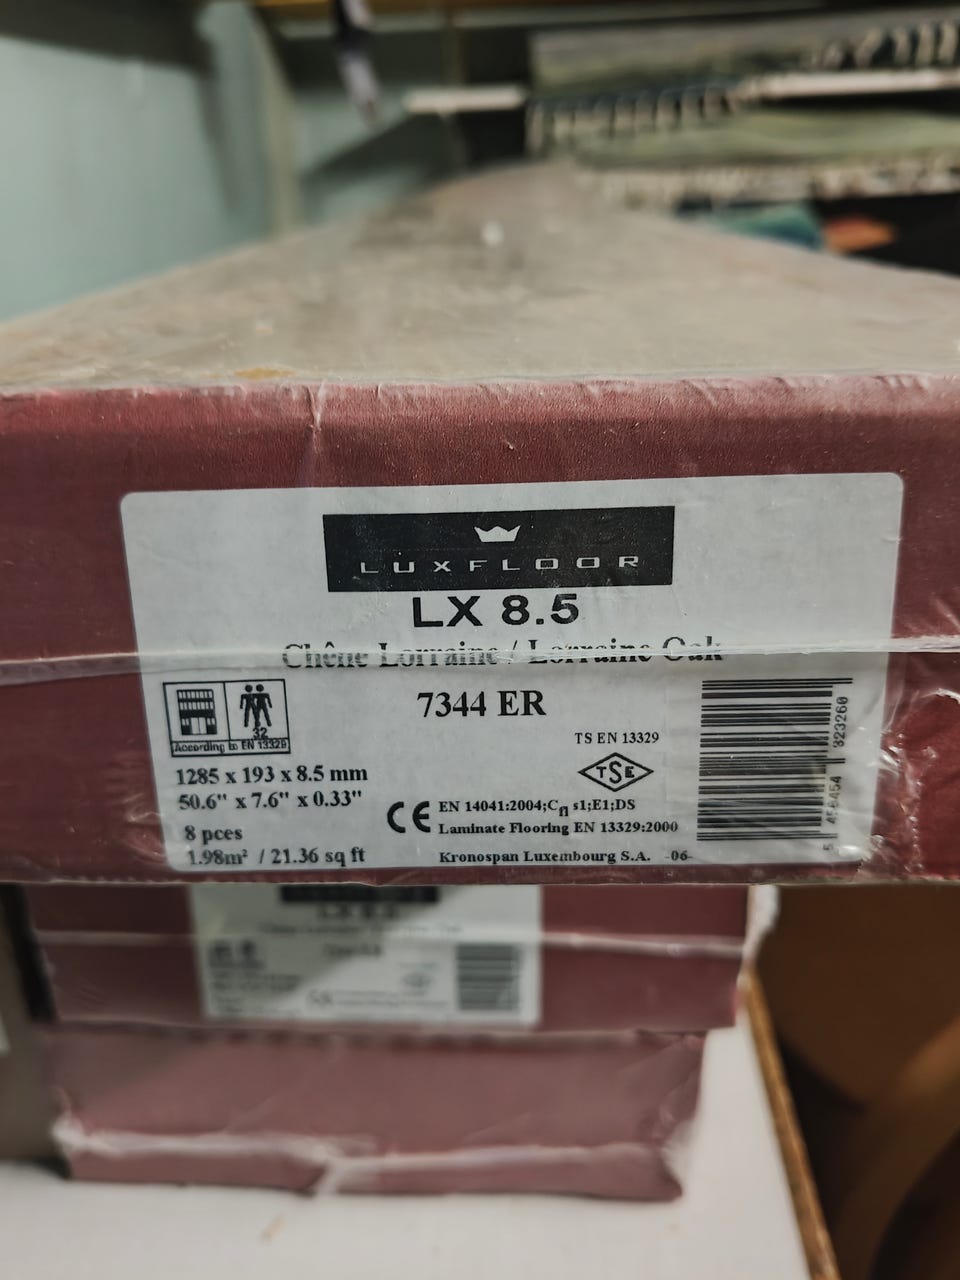 LUXFLOOR
LX 8.5
Chêne Lorraine / Lorraine Oak
7344 ER
32
According to EN 13329
1285 x 193 x 8.5 mm
50.6" x 7.6" x 0.33"
8 pces
1.98m² / 21.36 sq ft
TS EN 13329
TSE
CE EN 14041:2004;Cfl s1;E1;DS
Laminate Flooring EN 13329:2000
Kronospan Luxembourg S.A. -06-
323260
LX 8.5